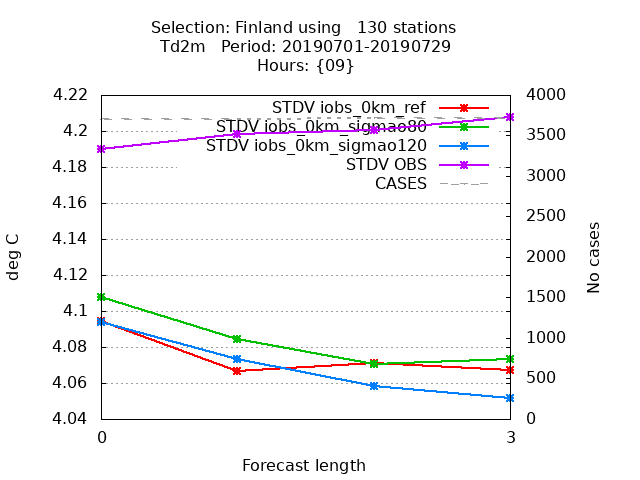 Selection: Finland using   130 stations
Td2m   Period: 20190701-20190729
Hours: {09}
STDV iobs_0km_ref
STDV iobs_0km_sigmao80
STDV iobs_0km_sigmao120
STDV OBS
CASES
4.22
4.2
4.18
4.16
4.14
4.12
4.1
4.08
4.06
4.04
deg C
4000
3500
3000
2500
2000
1500
1000
500
0
No cases
0
3
Forecast length